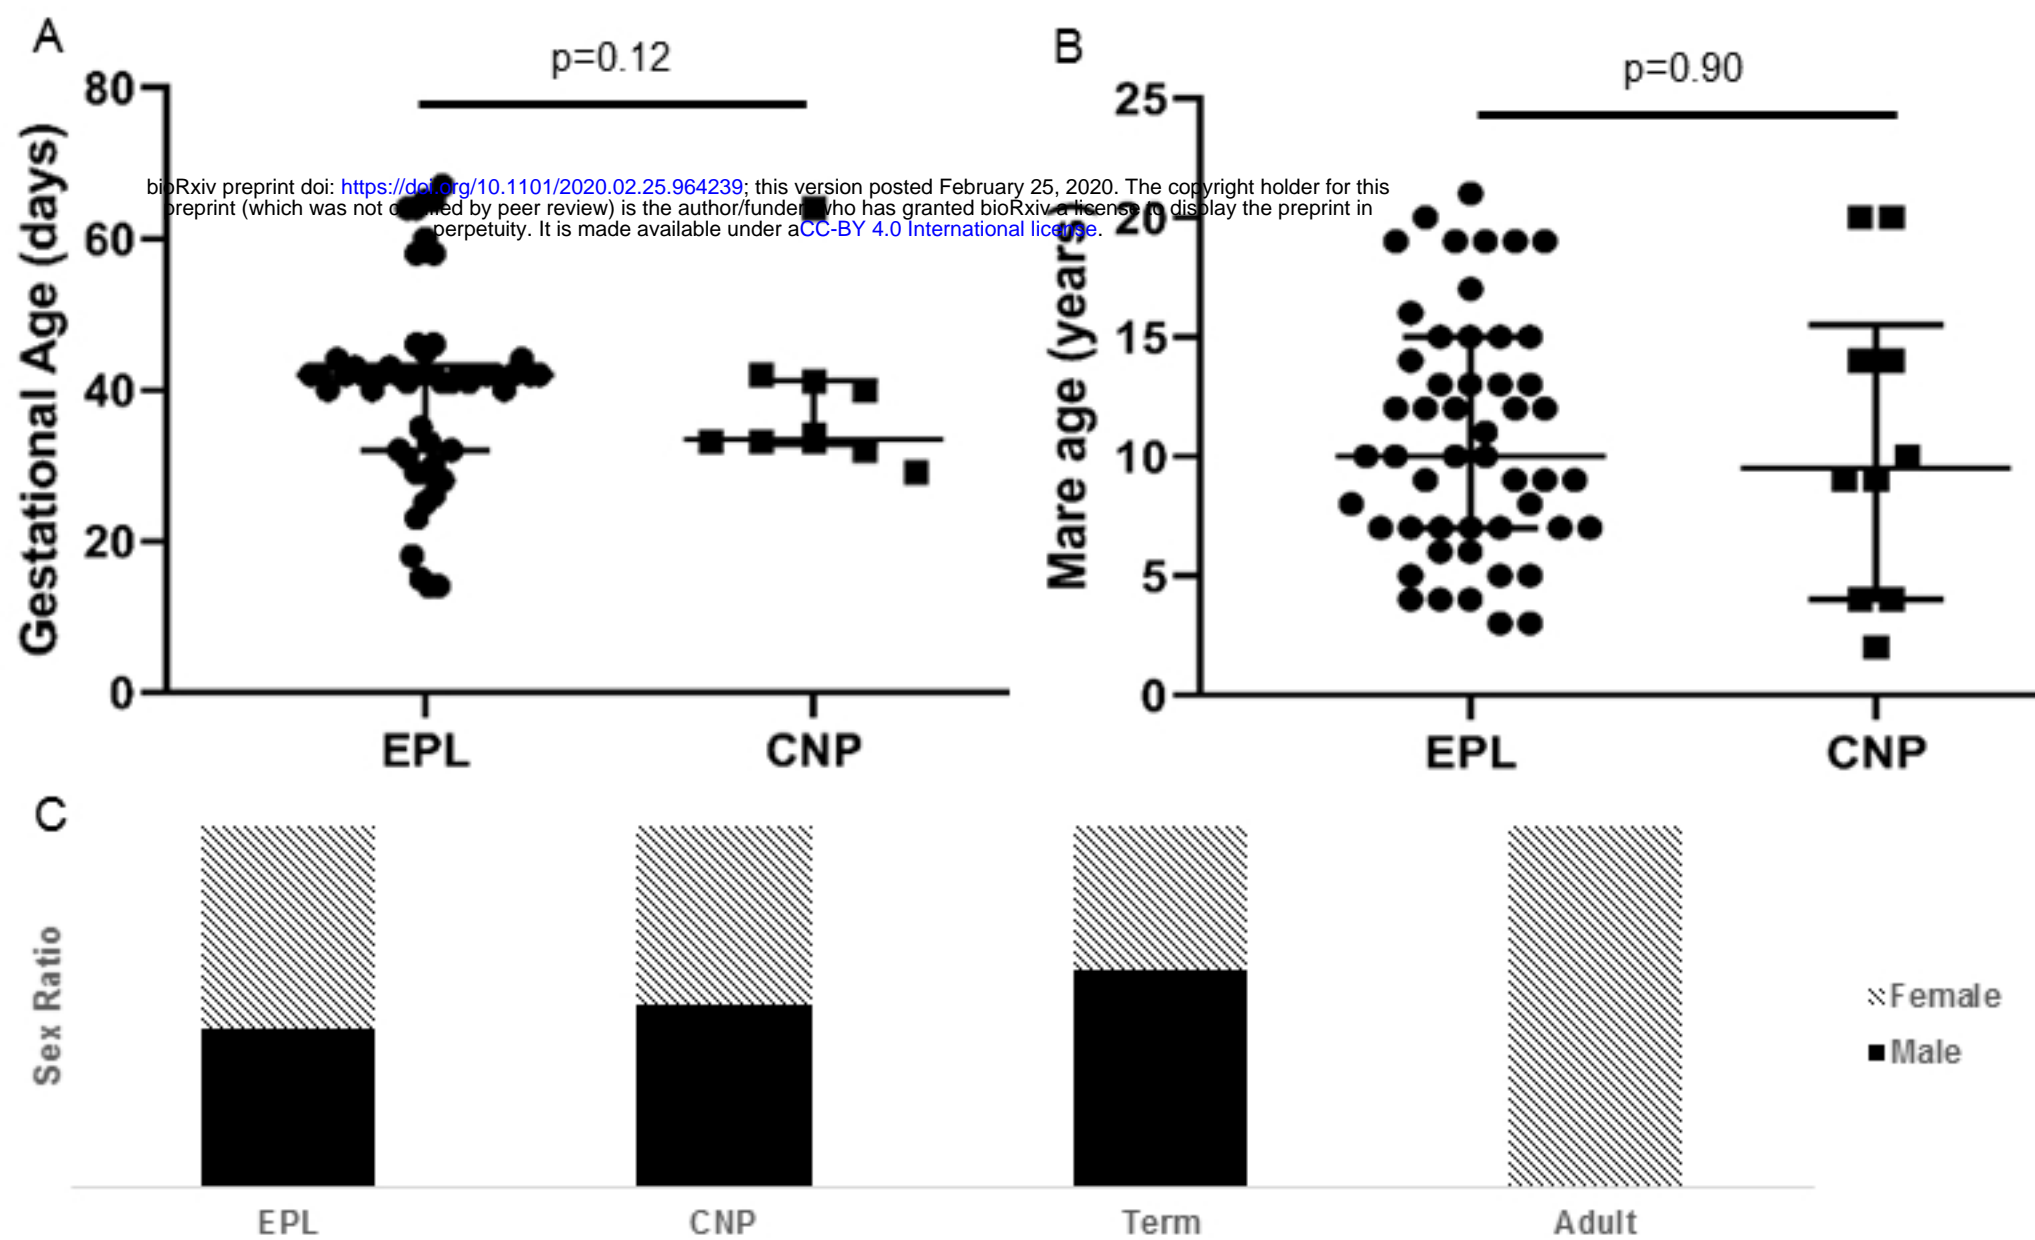 A
p=0.12
80
60
40
20
0
Gestational Age (days)
EPL CNP
B
p=0.90
25
20
15
10
5
0
Mare age (years)
EPL CNP
bioRxiv preprint doi: https://doi.org/10.1101/2020.02.25.964239; this version posted February 25, 2020. The copyright holder for this
preprint (which was not certified by peer review) is the author/funder, who has granted bioRxiv a license to display the preprint in
perpetuity. It is made available under aCC-BY 4.0 International license.
C
Sex Ratio
EPL CNP Term Adult
Female
Male